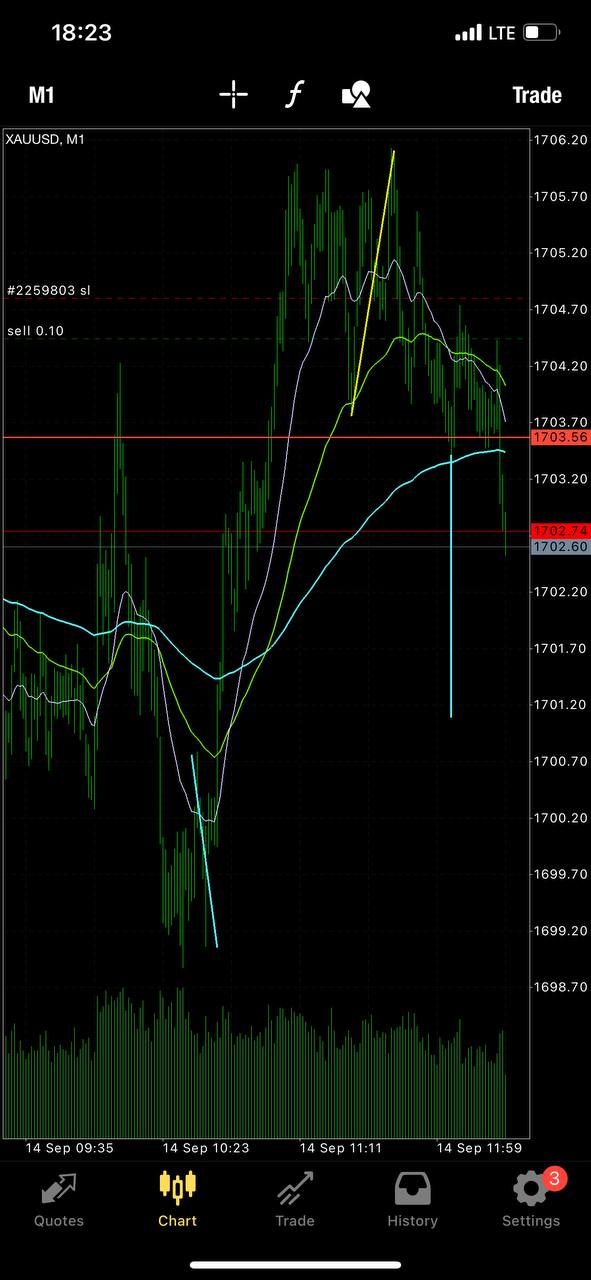 18:23
LTE
M1
f
Trade
XAUUSD, M1
1706.20
1705.70
1705.20
#2259803 sl
1704.70
sell 0.10
1704.20
1703.70
1703.56
1703.20
1702.74
1702.60
1702.20
1701.70
1701.20
1700.70
1700.20
1699.70
1699.20
1698.70
14 Sep 09:35
14 Sep 10:23
14 Sep 11:11
14 Sep 11:59
3
Quotes
Chart
Trade
History
Settings